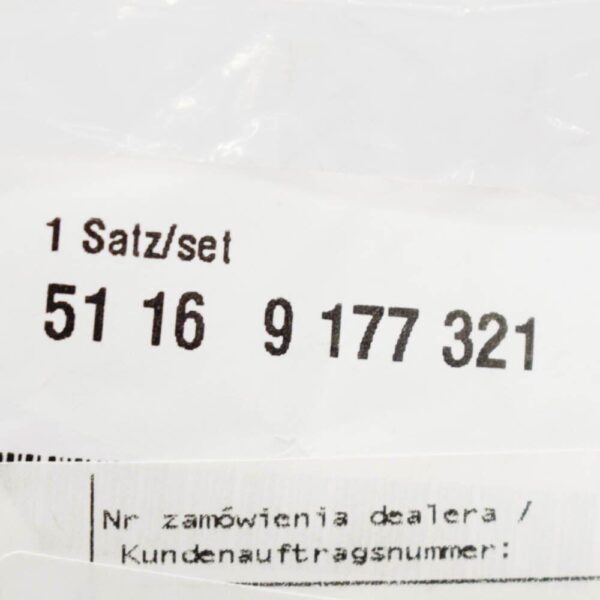 1 Satz/set
51 16 9 177 321
Nr zamówienia dealera /
Kundenauftragsnummer: